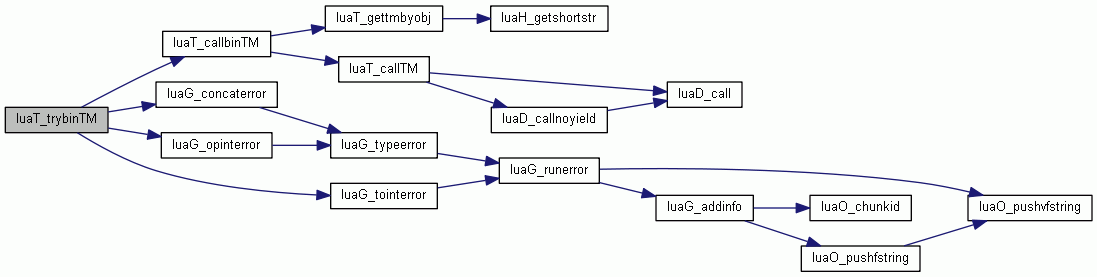 luaT_gettmbyobj
luaH_getshortstr
luaT_callbinTM
luaT_callTM
luaG_concaterror
luaD_call
luaT_trybinTM
luaD_callnoyield
luaG_opinterror
luaG_typeerror
luaG_runerror
luaG_tointerror
luaG_addinfo
luaO_chunkid
luaO_pushvfstring
luaO_pushfstring